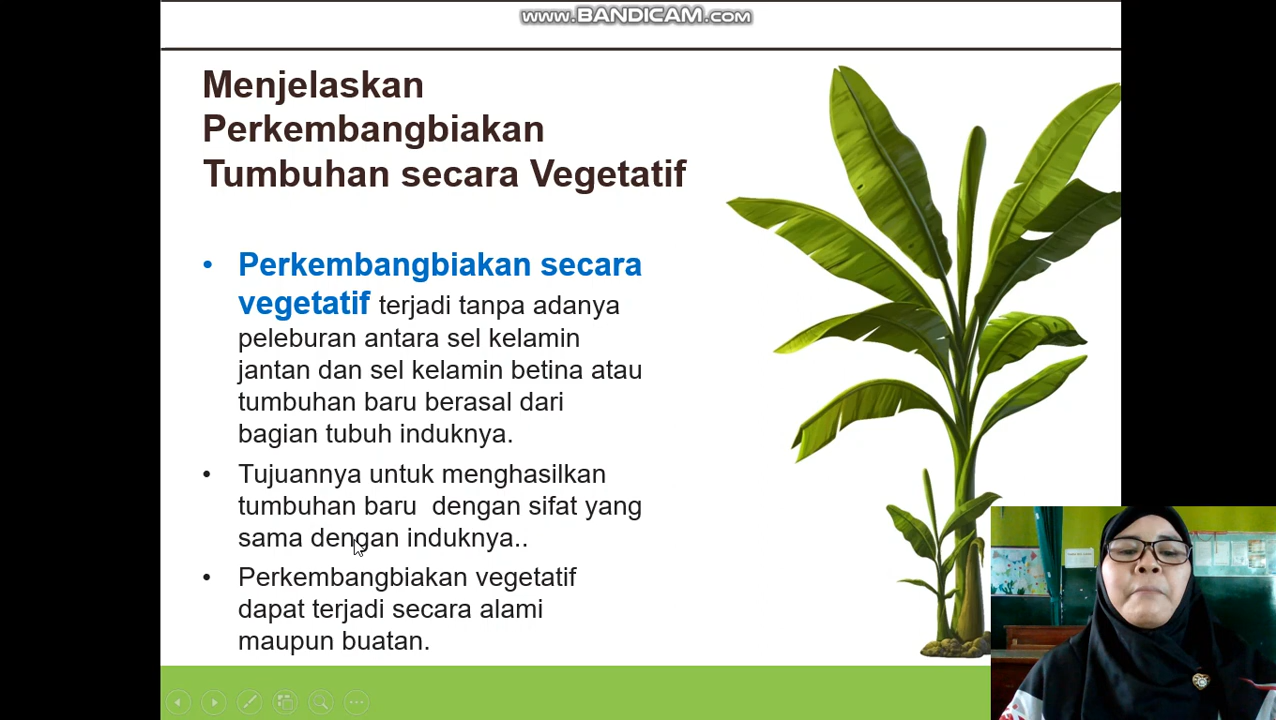 www.BANDICAM.com
Menjelaskan
Perkembangbiakan
Tumbuhan secara Vegetatif
• Perkembangbiakan secara
vegetatif terjadi tanpa adanya
peleburan antara sel kelamin
jantan dan sel kelamin betina atau
tumbuhan baru berasal dari
bagian tubuh induknya.
• Tujuannya untuk menghasilkan
tumbuhan baru  dengan sifat yang
sama dengan induknya..
• Perkembangbiakan vegetatif
dapat terjadi secara alami
maupun buatan.